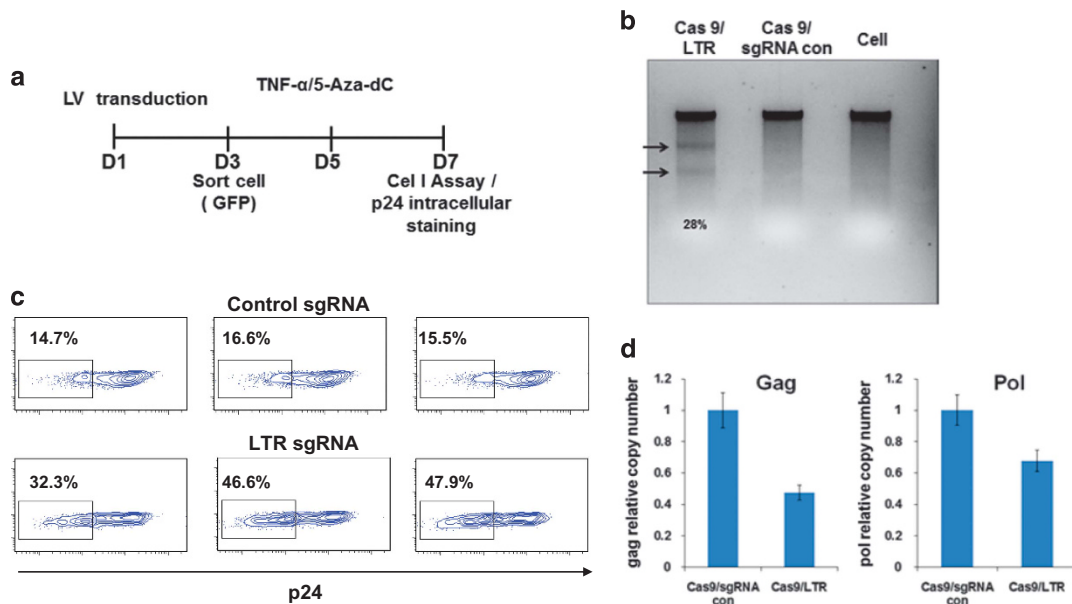 a
TNF-α/5-Aza-dC
LV transduction
D1 D3 D5 D7
Sort cell
( GFP)
Cel I Assay /
p24 intracellular
staining
b
Cas 9/
LTR
Cas 9/
sgRNA con
Cell
28%
c
Control sgRNA
14.7% 16.6% 15.5%
LTR sgRNA
32.3% 46.6% 47.9%
p24
d
Gag
gag relative copy number
1.2
1
0.8
0.6
0.4
0.2
0
Cas9/sgRNA
con
Cas9/LTR
Pol
pol relative copy number
1.2
1
0.8
0.6
0.4
0.2
0
Cas9/sgRNA
con
Cas9/LTR